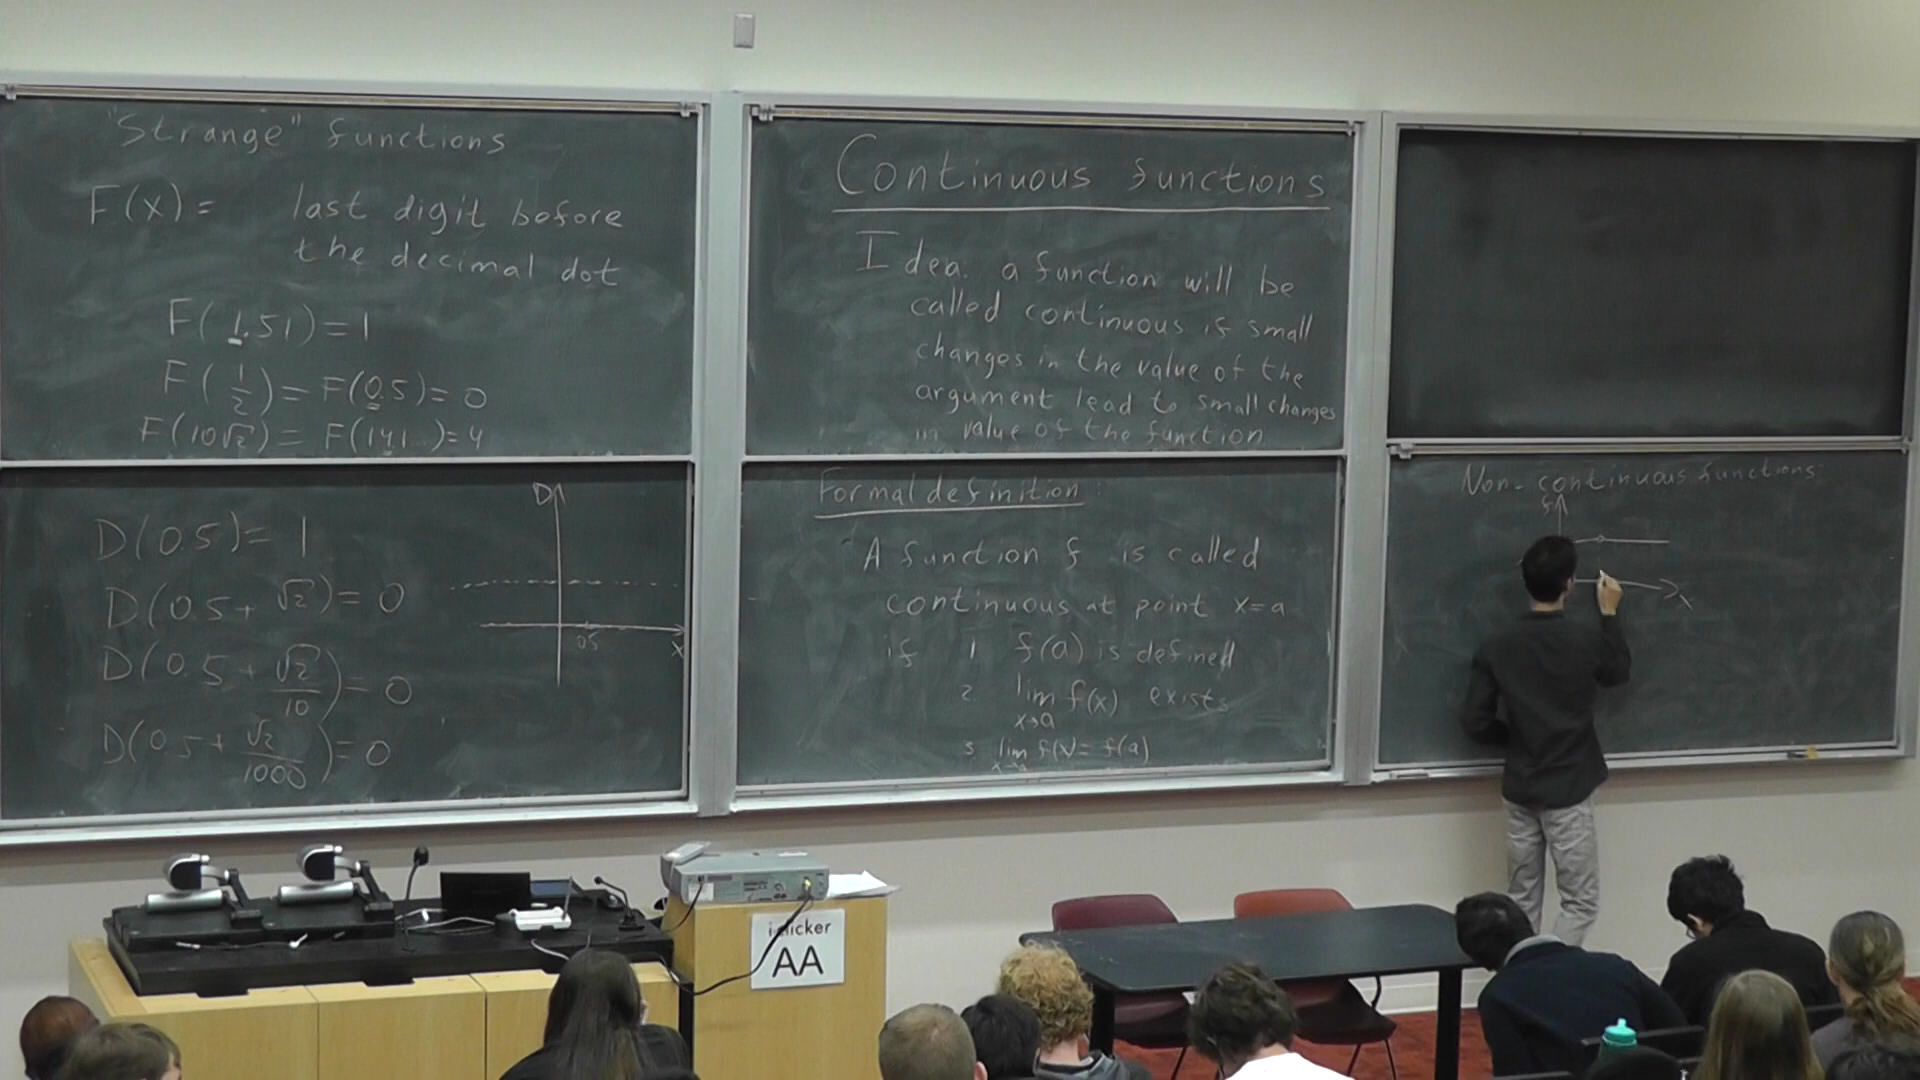 "Strange" functions
F(x) = last digit before
the decimal dot
F(1.51) = 1
F(1/2) = F(0.5) = 0
F(10√2) = F(14.1...) = 4
D(0.5) = 1
D(0.5 + √2) = 0
D(0.5 + √2/10) = 0
D(0.5 + √2/1000) = 0
D
0.5
x
Continuous functions
Idea: a function will be
called continuous if small
changes in the value of the
argument lead to small changes
in value of the function
Formal definition:
A function f is called
continuous at point x=a
if 1. f(a) is defined
2. lim f(x) exists
x→a
3. lim f(x) = f(a)
x→a
Non-continuous functions:
f
x
i-clicker
AA